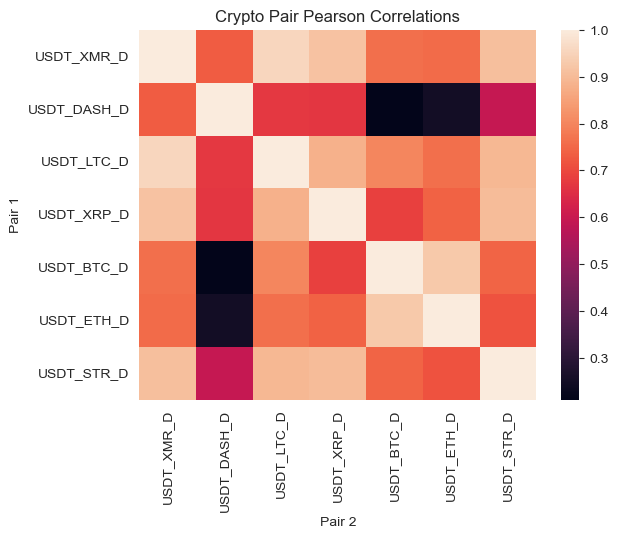 Crypto Pair Pearson Correlations
Pair 1
USDT_XMR_D
USDT_DASH_D
USDT_LTC_D
USDT_XRP_D
USDT_BTC_D
USDT_ETH_D
USDT_STR_D
USDT_XMR_D
USDT_DASH_D
USDT_LTC_D
USDT_XRP_D
USDT_BTC_D
USDT_ETH_D
USDT_STR_D
Pair 2
1.0
0.9
0.8
0.7
0.6
0.5
0.4
0.3